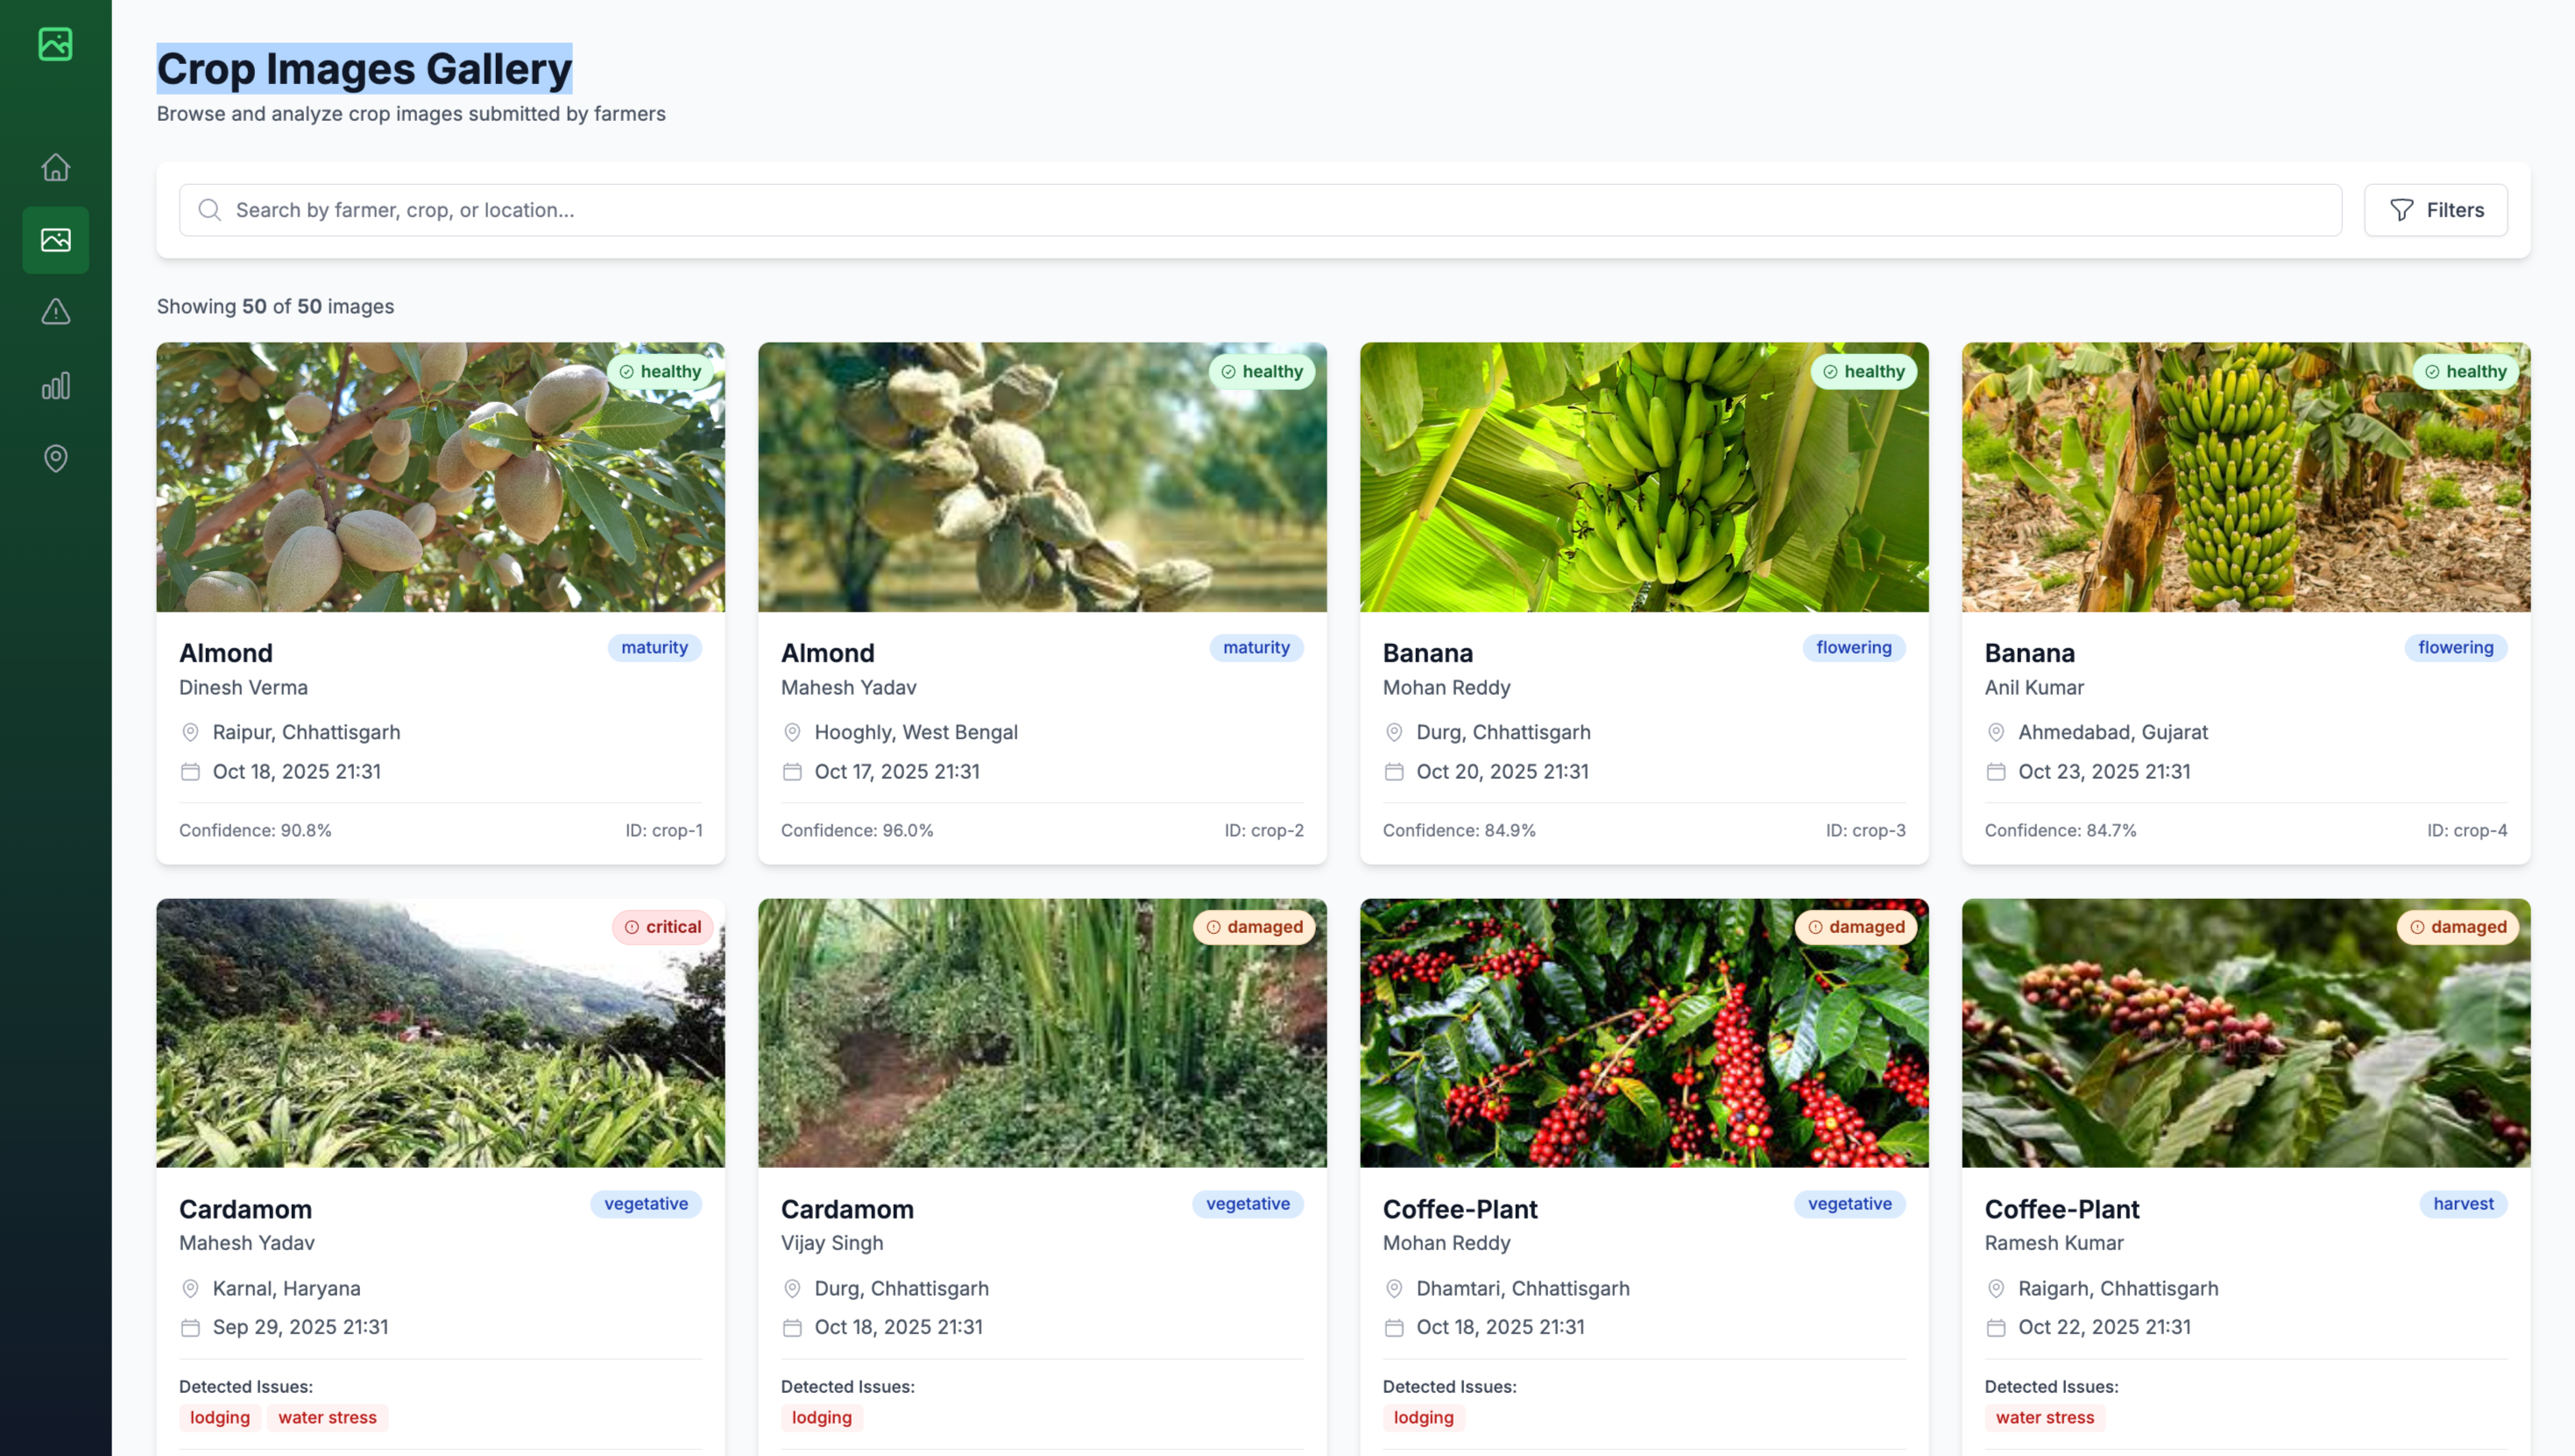 Crop Images Gallery
Browse and analyze crop images submitted by farmers
Search by farmer, crop, or location...
Filters
Showing 50 of 50 images
healthy
Almond
maturity
Dinesh Verma
Raipur, Chhattisgarh
Oct 18, 2025 21:31
Confidence: 90.8%
ID: crop-1
healthy
Almond
maturity
Mahesh Yadav
Hooghly, West Bengal
Oct 17, 2025 21:31
Confidence: 96.0%
ID: crop-2
healthy
Banana
flowering
Mohan Reddy
Durg, Chhattisgarh
Oct 20, 2025 21:31
Confidence: 84.9%
ID: crop-3
healthy
Banana
flowering
Anil Kumar
Ahmedabad, Gujarat
Oct 23, 2025 21:31
Confidence: 84.7%
ID: crop-4
critical
Cardamom
vegetative
Mahesh Yadav
Karnal, Haryana
Sep 29, 2025 21:31
Detected Issues:
lodging
water stress
damaged
Cardamom
vegetative
Vijay Singh
Durg, Chhattisgarh
Oct 18, 2025 21:31
Detected Issues:
lodging
damaged
Coffee-Plant
vegetative
Mohan Reddy
Dhamtari, Chhattisgarh
Oct 18, 2025 21:31
Detected Issues:
lodging
damaged
Coffee-Plant
harvest
Ramesh Kumar
Raigarh, Chhattisgarh
Oct 22, 2025 21:31
Detected Issues:
water stress